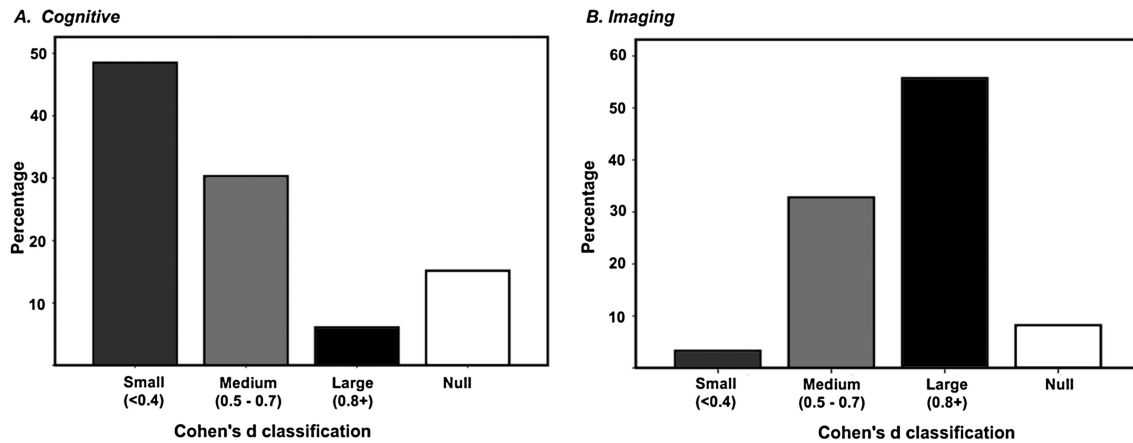 A. Cognitive
Percentage
50
40
30
20
10
Small
(<0.4)
Medium
(0.5 - 0.7)
Large
(0.8+)
Null
Cohen's d classification
B. Imaging
Percentage
60
50
40
30
20
10
Small
(<0.4)
Medium
(0.5 - 0.7)
Large
(0.8+)
Null
Cohen's d classification